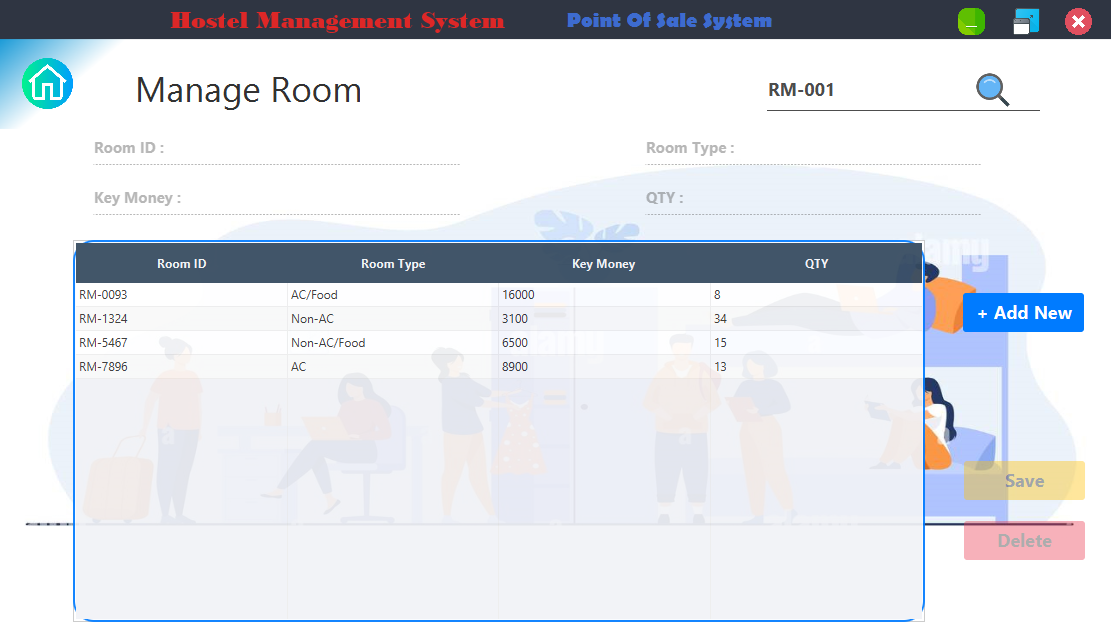 Hostel Management System Point Of Sale System
Manage Room RM-001
Room ID : Room Type :
Key Money : QTY :
Room ID Room Type Key Money QTY
RM-0093 AC/Food 16000 8
RM-1324 Non-AC 3100 34
RM-5467 Non-AC/Food 6500 15
RM-7896 AC 8900 13
+ Add New
Save
Delete